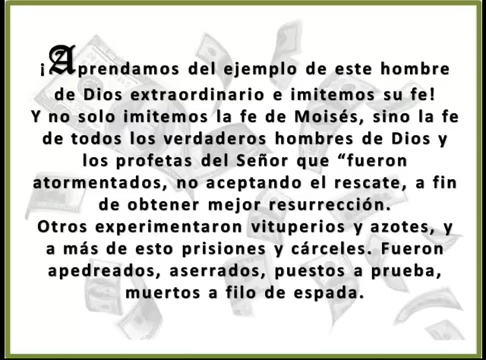 ¡Aprendamos del ejemplo de este hombre
de Dios extraordinario e imitemos su fe!
Y no solo imitemos la fe de Moisés, sino la fe
de todos los verdaderos hombres de Dios y
los profetas del Señor que “fueron
atormentados, no aceptando el rescate, a fin
de obtener mejor resurrección.
Otros experimentaron vituperios y azotes, y
a más de esto prisiones y cárceles. Fueron
apedreados, aserrados, puestos a prueba,
muertos a filo de espada.